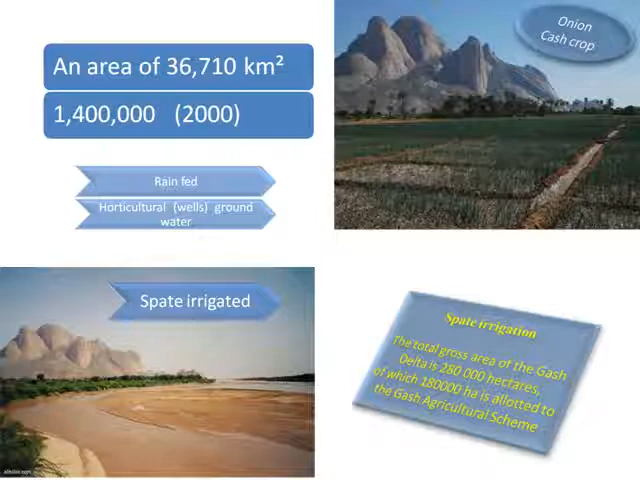 An area of 36,710 km²
1,400,000 (2000)
Onion
Cash crop
Rain fed
Horticultural (wells) ground
water
Spate irrigated
Spate irrigation
The total gross area of the Gash
Delta is 280 000 hectares,
of which 180000 ha is allotted to
the Gash Agricultural Scheme